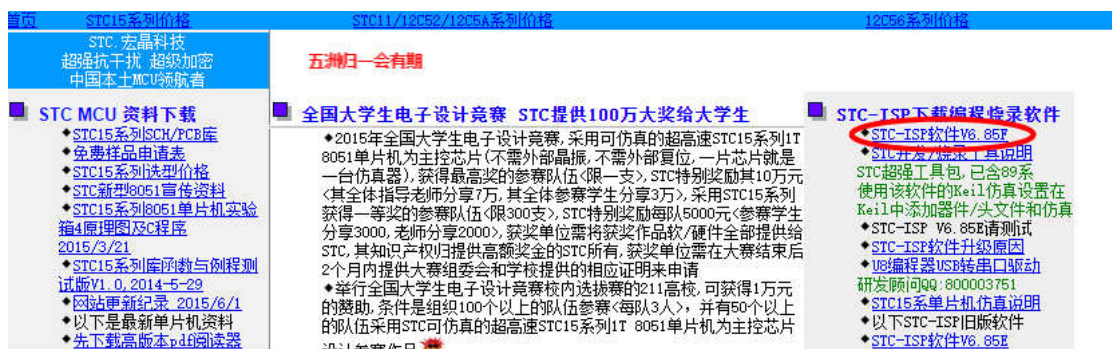 首页 STC15系列价格 STC11/12C52/12C5A系列价格 12C56系列价格
STC.宏晶科技
超强抗干扰 超级加密
中国本土MCU领航者
五洲归一会有期
STC MCU 资料下载
◆STC15系列SCH/PCB库
◆免费样品申请表
◆STC15系列选型价格
◆STC新型8051宣传资料
◆STC15系列8051单片机实验
箱4原理图及C程序
2015/3/21
◆STC15系列库函数与例程测
试版V1.0,2014-5-29
◆网站更新纪录 2015/6/1
◆以下是最新单片机资料
◆先下载高版本pdf阅读器
全国大学生电子设计竞赛 STC提供100万大奖给大学生
◆2015年全国大学生电子设计竞赛,采用可仿真的超高速STC15系列1T
8051单片机为主控芯片(不需外部晶振,不需外部复位,一片芯片就是
一台仿真器),获得最高奖的参赛队伍<限一支>,STC特别奖励其10万元
<其全体指导老师分享7万,其全体参赛学生分享3万>,采用STC15系列
获得一等奖的参赛队伍<限300支>,STC特别奖励每队5000元<参赛学生
分享3000,老师分享2000>,获奖单位需将获奖作品软/硬件全部提供给
STC,其知识产权归提供高额奖金的STC所有,获奖单位需在大赛结束后
2个月内提供大赛组委会和学校提供的相应证明来申请
◆举行全国大学生电子设计竞赛校内选拔赛的211高校,可获得1万元
的赞助,条件是组织100个以上的队伍参赛<每队3人>, 并有50个以上
的队伍采用STC可仿真的超高速STC15系列1T 8051单片机为主控芯片
STC-ISP下载编程烧录软件
◆STC-ISP软件V6.85F
◆STC开发/烧录工具说明
STC超强工具包,已含89系
使用该软件的Keil仿真设置在
Keil中添加器件/头文件和仿真
◆STC-ISP V6.85E请测试
◆STC-ISP软件升级原因
◆U8编程器USB转串口驱动
研发顾问QQ:800003751
◆STC15系单片机仿真说明
◆以下STC-ISP旧版软件
◆STC-ISP软件V6.85E